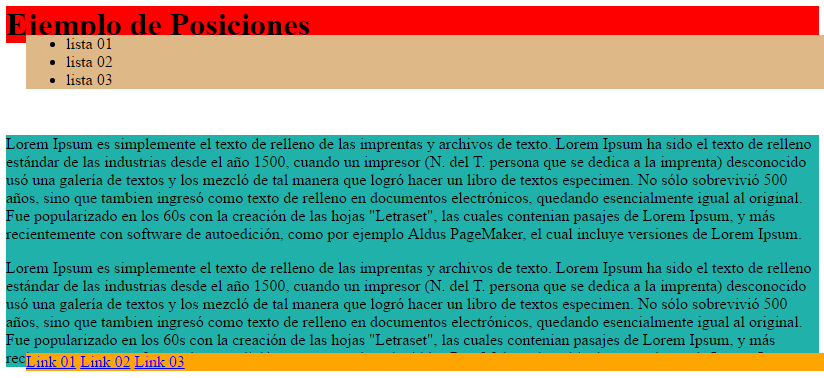 Ejemplo de Posiciones
lista 01
lista 02
lista 03
Lorem Ipsum es simplemente el texto de relleno de las imprentas y archivos de texto. Lorem Ipsum ha sido el texto de relleno
estándar de las industrias desde el año 1500, cuando un impresor (N. del T. persona que se dedica a la imprenta) desconocido
usó una galería de textos y los mezcló de tal manera que logró hacer un libro de textos especimen. No sólo sobrevivió 500
años, sino que tambien ingresó como texto de relleno en documentos electrónicos, quedando esencialmente igual al original.
Fue popularizado en los 60s con la creación de las hojas "Letraset", las cuales contenian pasajes de Lorem Ipsum, y más
recientemente con software de autoedición, como por ejemplo Aldus PageMaker, el cual incluye versiones de Lorem Ipsum.
Lorem Ipsum es simplemente el texto de relleno de las imprentas y archivos de texto. Lorem Ipsum ha sido el texto de relleno
estándar de las industrias desde el año 1500, cuando un impresor (N. del T. persona que se dedica a la imprenta) desconocido
usó una galería de textos y los mezcló de tal manera que logró hacer un libro de textos especimen. No sólo sobrevivió 500
años, sino que tambien ingresó como texto de relleno en documentos electrónicos, quedando esencialmente igual al original.
Fue popularizado en los 60s con la creación de las hojas "Letraset", las cuales contenian pasajes de Lorem Ipsum, y más
Link 01 Link 02 Link 03